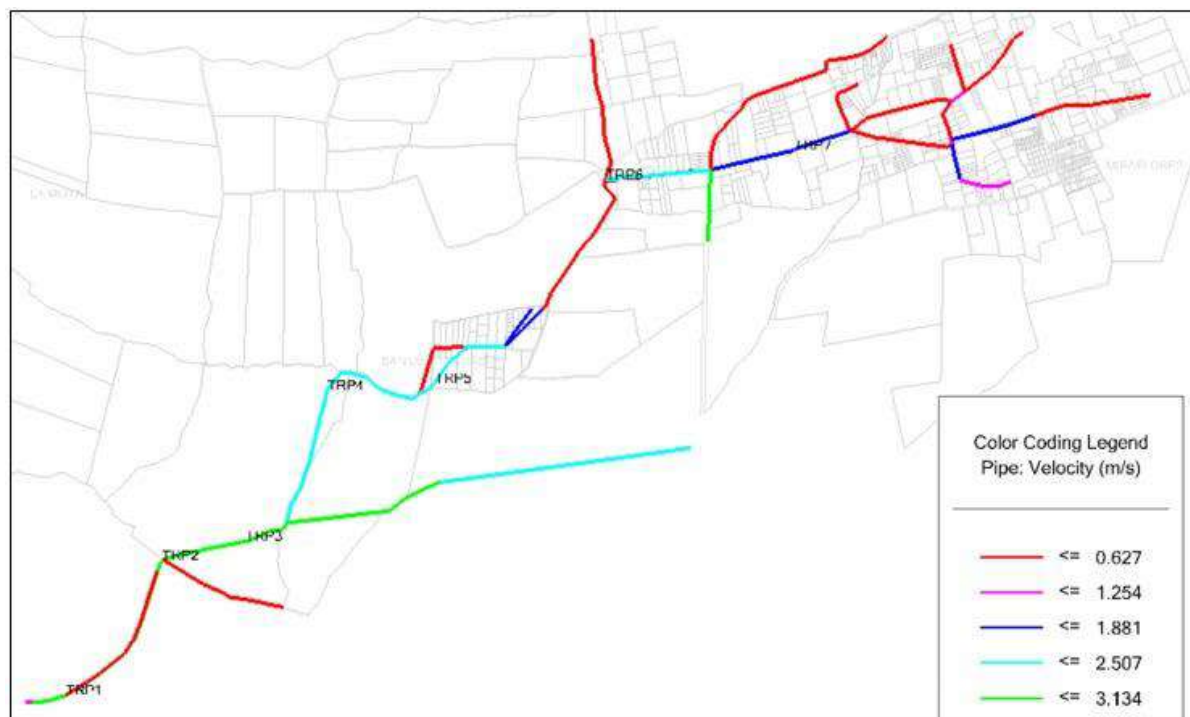 TRP6
TRP7
TRP4
TRP5
TRP3
TRP2
TRP1
Color Coding Legend
Pipe: Velocity (m/s)
<= 0.627
<= 1.254
<= 1.881
<= 2.507
<= 3.134